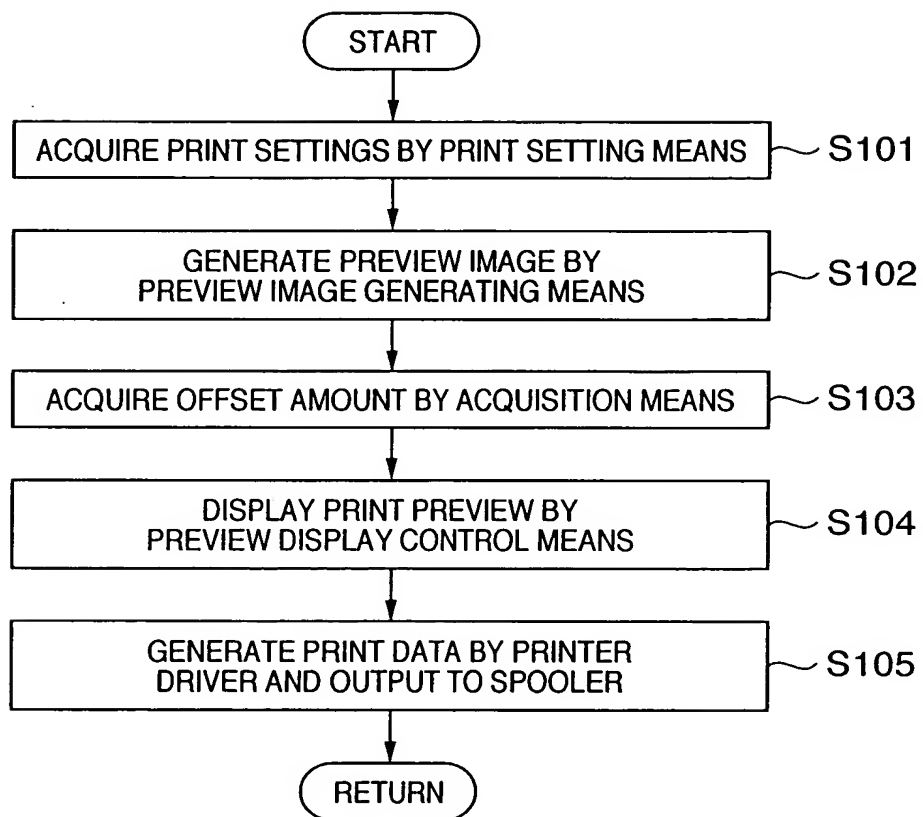 START
ACQUIRE PRINT SETTINGS BY PRINT SETTING MEANS
S101
GENERATE PREVIEW IMAGE BY
PREVIEW IMAGE GENERATING MEANS
S102
ACQUIRE OFFSET AMOUNT BY ACQUISITION MEANS
S103
DISPLAY PRINT PREVIEW BY
PREVIEW DISPLAY CONTROL MEANS
S104
GENERATE PRINT DATA BY PRINTER
DRIVER AND OUTPUT TO SPOOLER
S105
RETURN